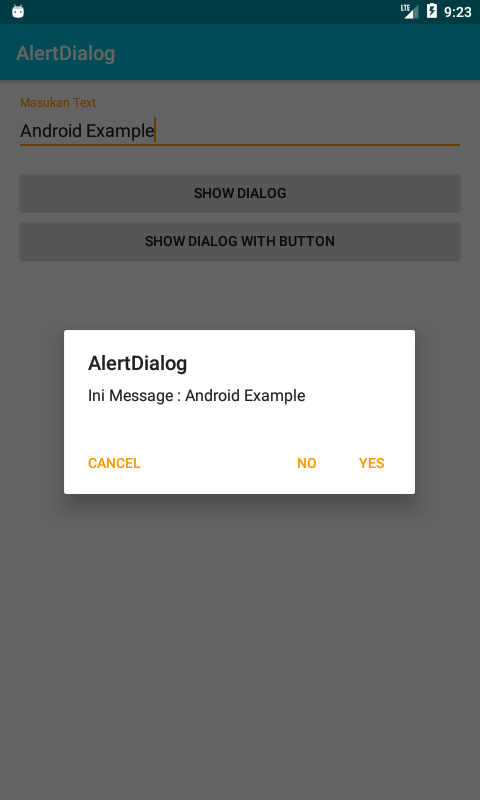 LTE 9:23
AlertDialog
Masukan Text
Android Example
SHOW DIALOG
SHOW DIALOG WITH BUTTON
AlertDialog
Ini Message : Android Example
CANCEL NO YES